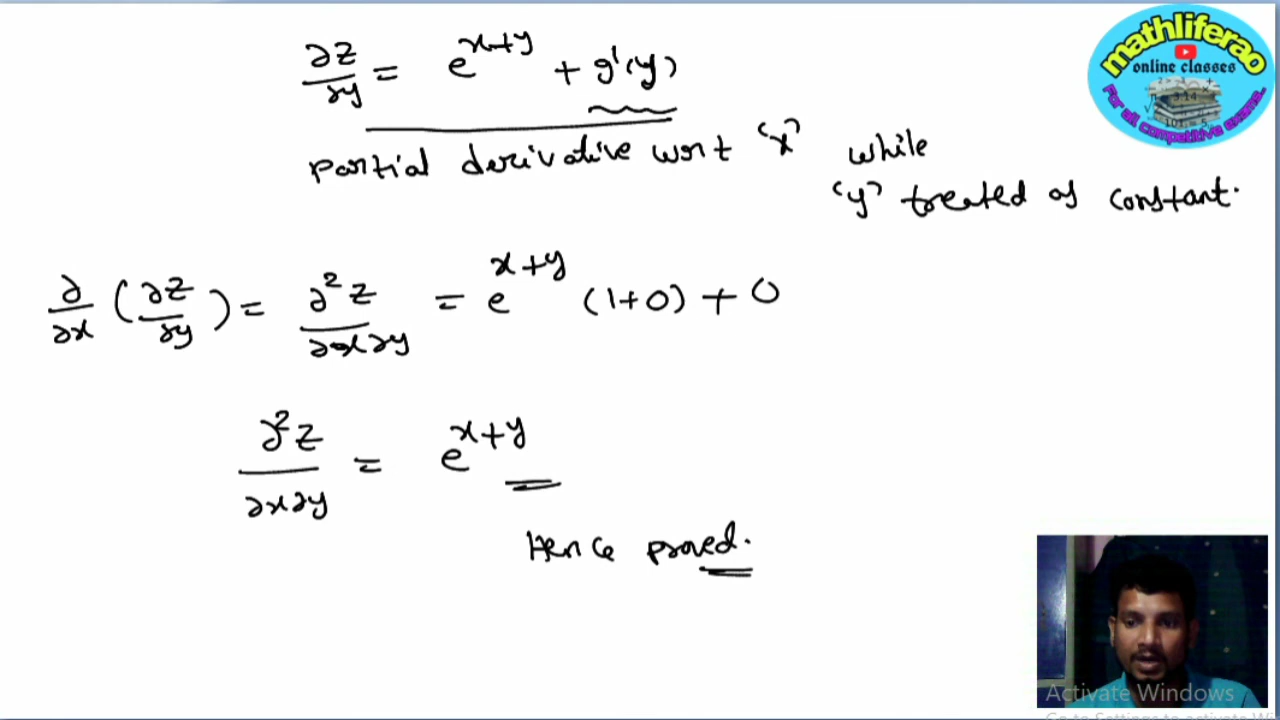 ∂z/∂y = e^(x+y) + g'(y)
mathliferao
online classes
For all competitive exams.
partial derivative wrt 'x' while
'y' treated as constant.
∂/∂x (∂z/∂y) = ∂²z/∂x∂y = e^(x+y) (1+0) + 0
∂²z/∂x∂y = e^(x+y)
Hence proved.
Activate Windows